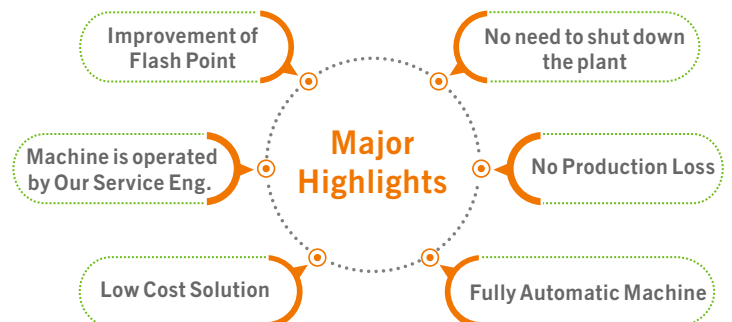 Improvement of
Flash Point
No need to shut down
the plant
Machine is operated
by Our Service Eng.
Major
Highlights
No Production Loss
Low Cost Solution
Fully Automatic Machine